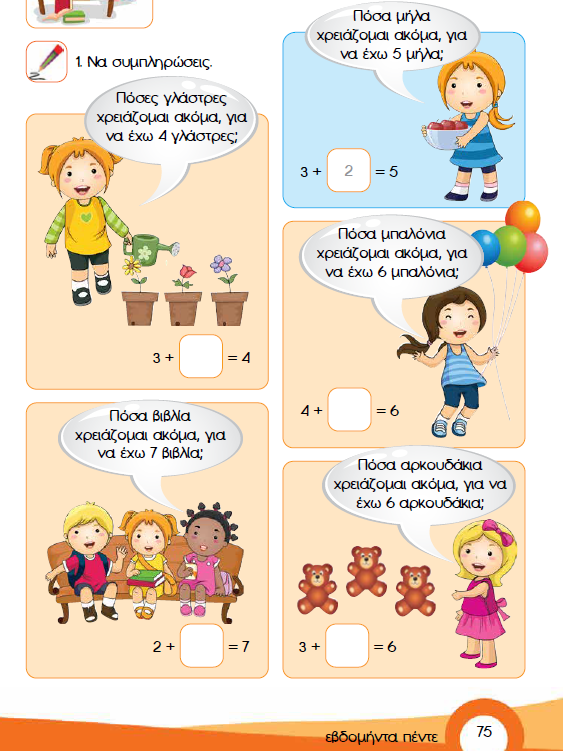 1. Να συμπληρώσεις.
Πόσες γλάστρες
χρειάζομαι ακόμα, για
να έχω 4 γλάστρες;
3 + = 4
Πόσα βιβλία
χρειάζομαι ακόμα, για
να έχω 7 βιβλία;
2 + = 7
Πόσα μήλα
χρειάζομαι ακόμα, για
να έχω 5 μήλα;
3 + 2 = 5
Πόσα μπαλόνια
χρειάζομαι ακόμα, για
να έχω 6 μπαλόνια;
4 + = 6
Πόσα αρκουδάκια
χρειάζομαι ακόμα, για να
έχω 6 αρκουδάκια;
3 + = 6
εβδομήντα πέντε 75